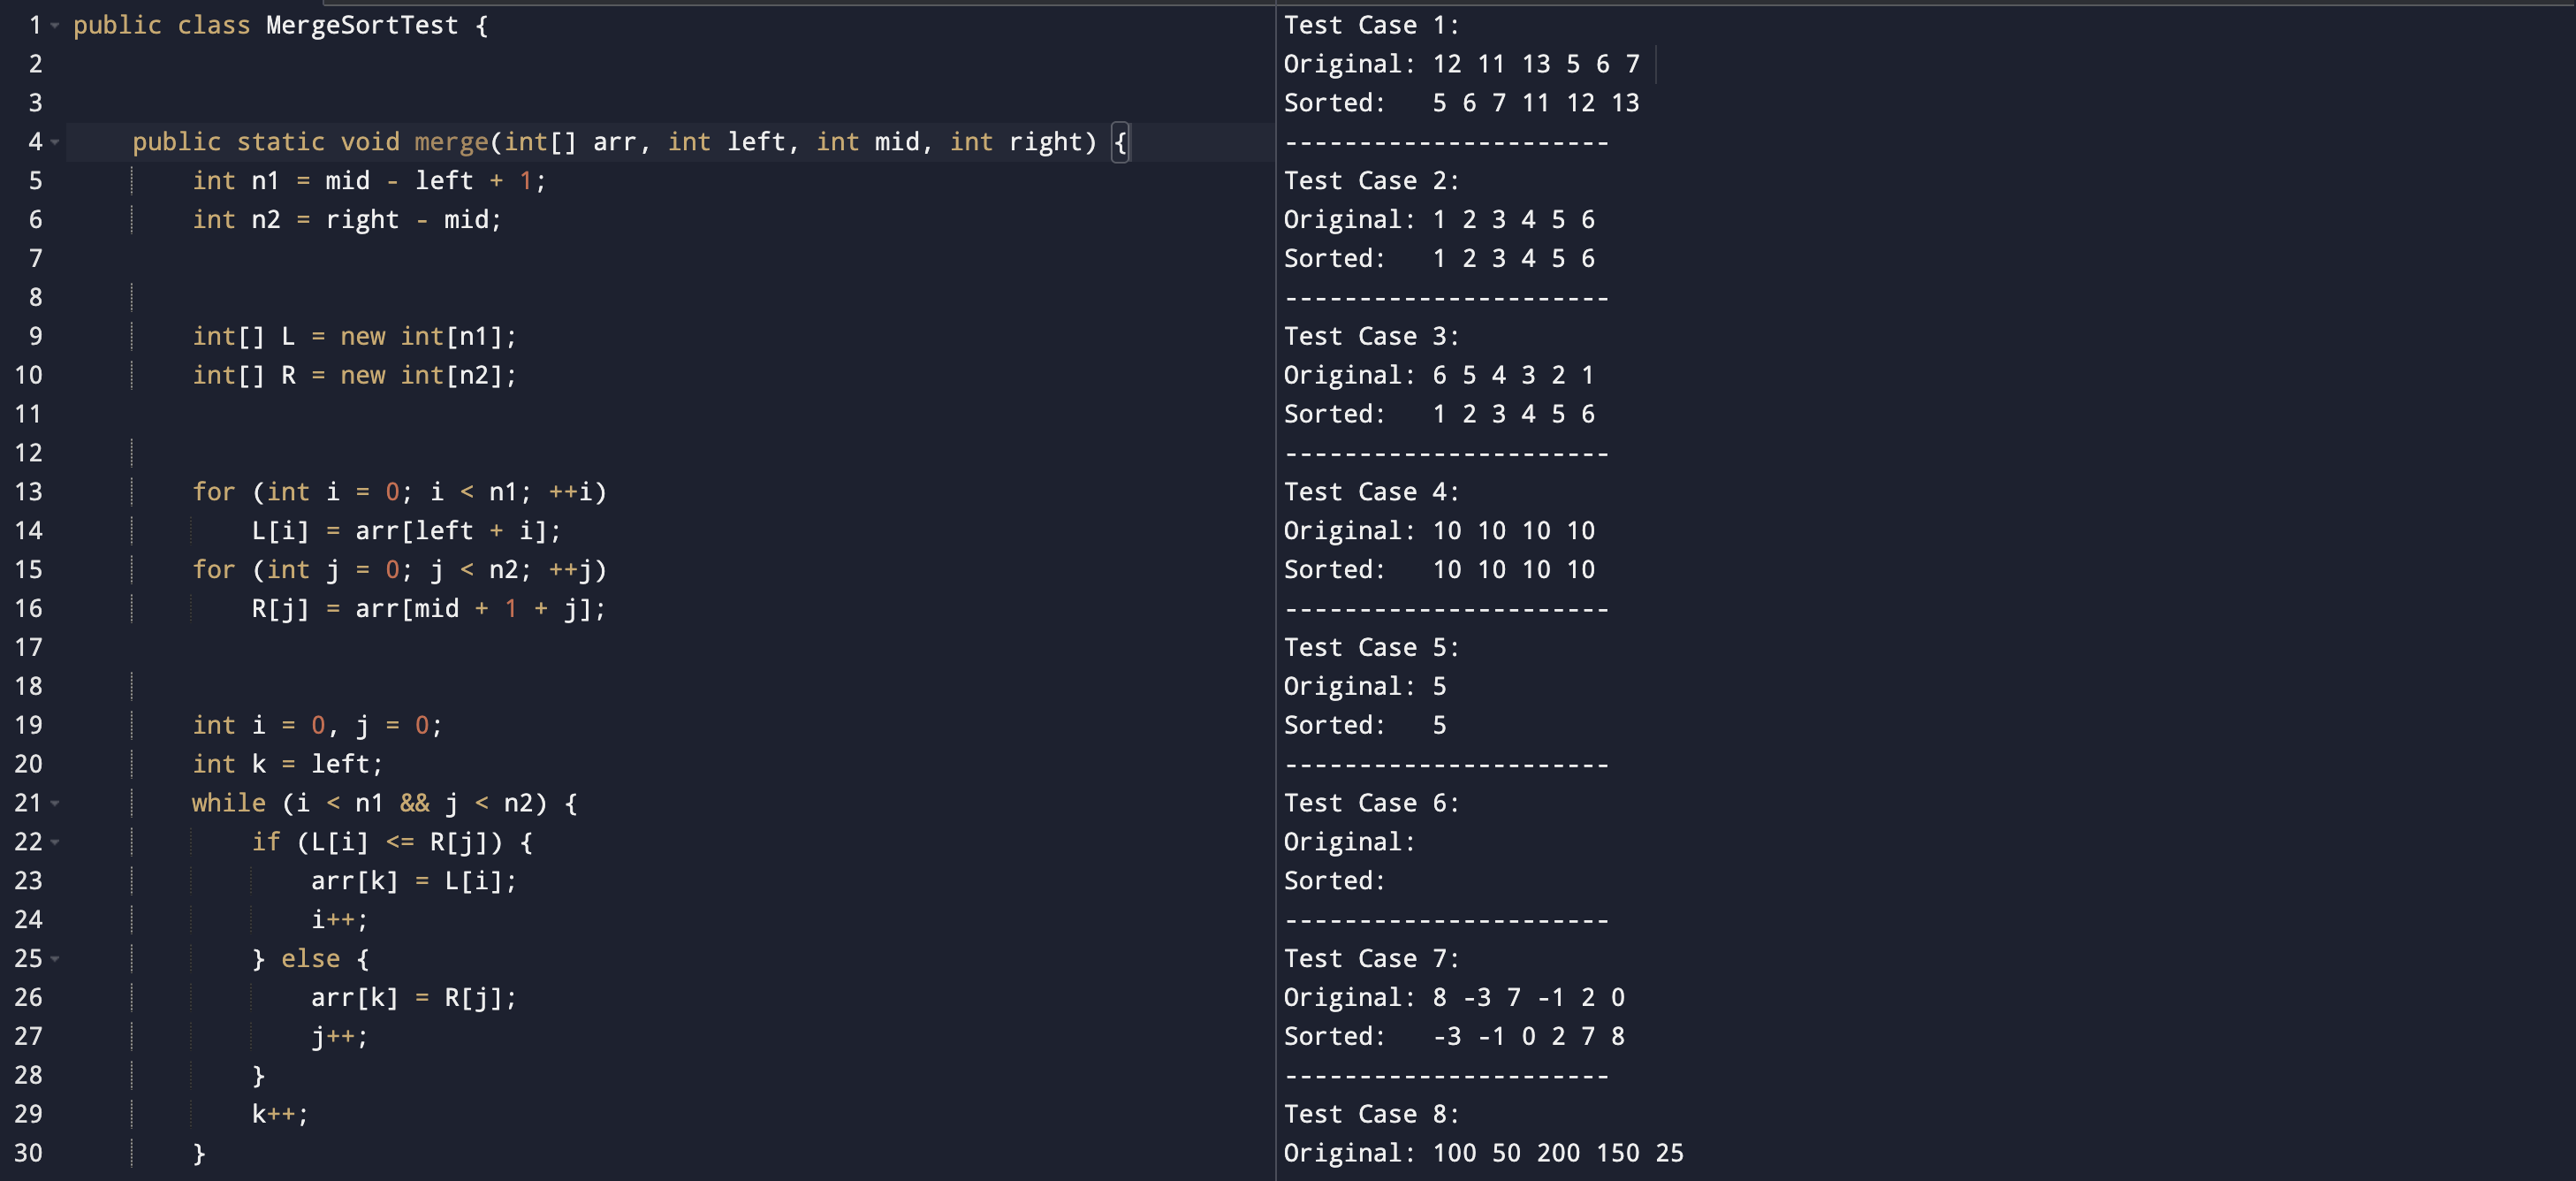 1 public class MergeSortTest {
2
3
4     public static void merge(int[] arr, int left, int mid, int right) {
5         int n1 = mid - left + 1;
6         int n2 = right - mid;
7
8
9         int[] L = new int[n1];
10         int[] R = new int[n2];
11
12
13         for (int i = 0; i < n1; ++i)
14             L[i] = arr[left + i];
15         for (int j = 0; j < n2; ++j)
16             R[j] = arr[mid + 1 + j];
17
18
19         int i = 0, j = 0;
20         int k = left;
21         while (i < n1 && j < n2) {
22             if (L[i] <= R[j]) {
23                 arr[k] = L[i];
24                 i++;
25             } else {
26                 arr[k] = R[j];
27                 j++;
28             }
29             k++;
30         }
Test Case 1:
Original: 12 11 13 5 6 7
Sorted:   5 6 7 11 12 13
----------------------
Test Case 2:
Original: 1 2 3 4 5 6
Sorted:   1 2 3 4 5 6
----------------------
Test Case 3:
Original: 6 5 4 3 2 1
Sorted:   1 2 3 4 5 6
----------------------
Test Case 4:
Original: 10 10 10 10
Sorted:   10 10 10 10
----------------------
Test Case 5:
Original: 5
Sorted:   5
----------------------
Test Case 6:
Original:
Sorted:
----------------------
Test Case 7:
Original: 8 -3 7 -1 2 0
Sorted:   -3 -1 0 2 7 8
----------------------
Test Case 8:
Original: 100 50 200 150 25